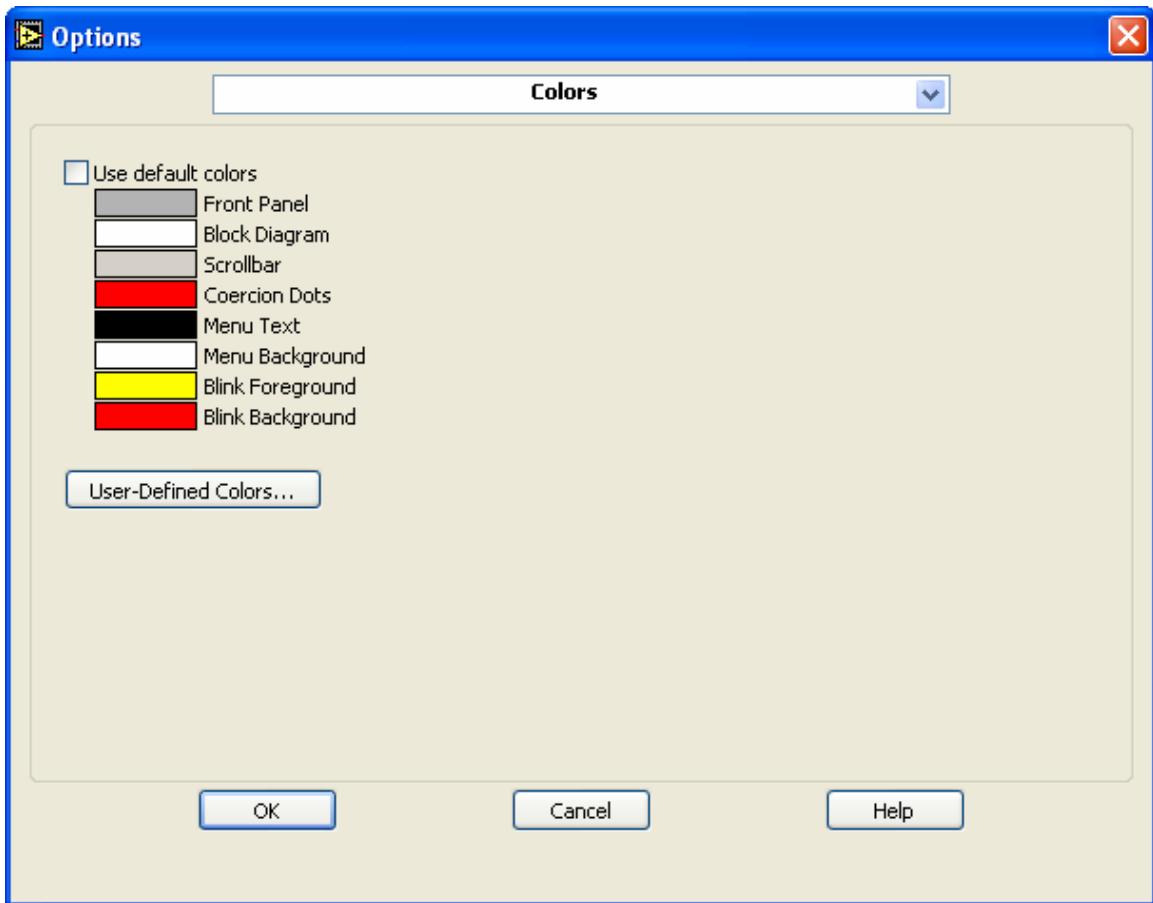 Options
Colors
Use default colors
Front Panel
Block Diagram
Scrollbar
Coercion Dots
Menu Text
Menu Background
Blink Foreground
Blink Background
User-Defined Colors...
OK Cancel Help